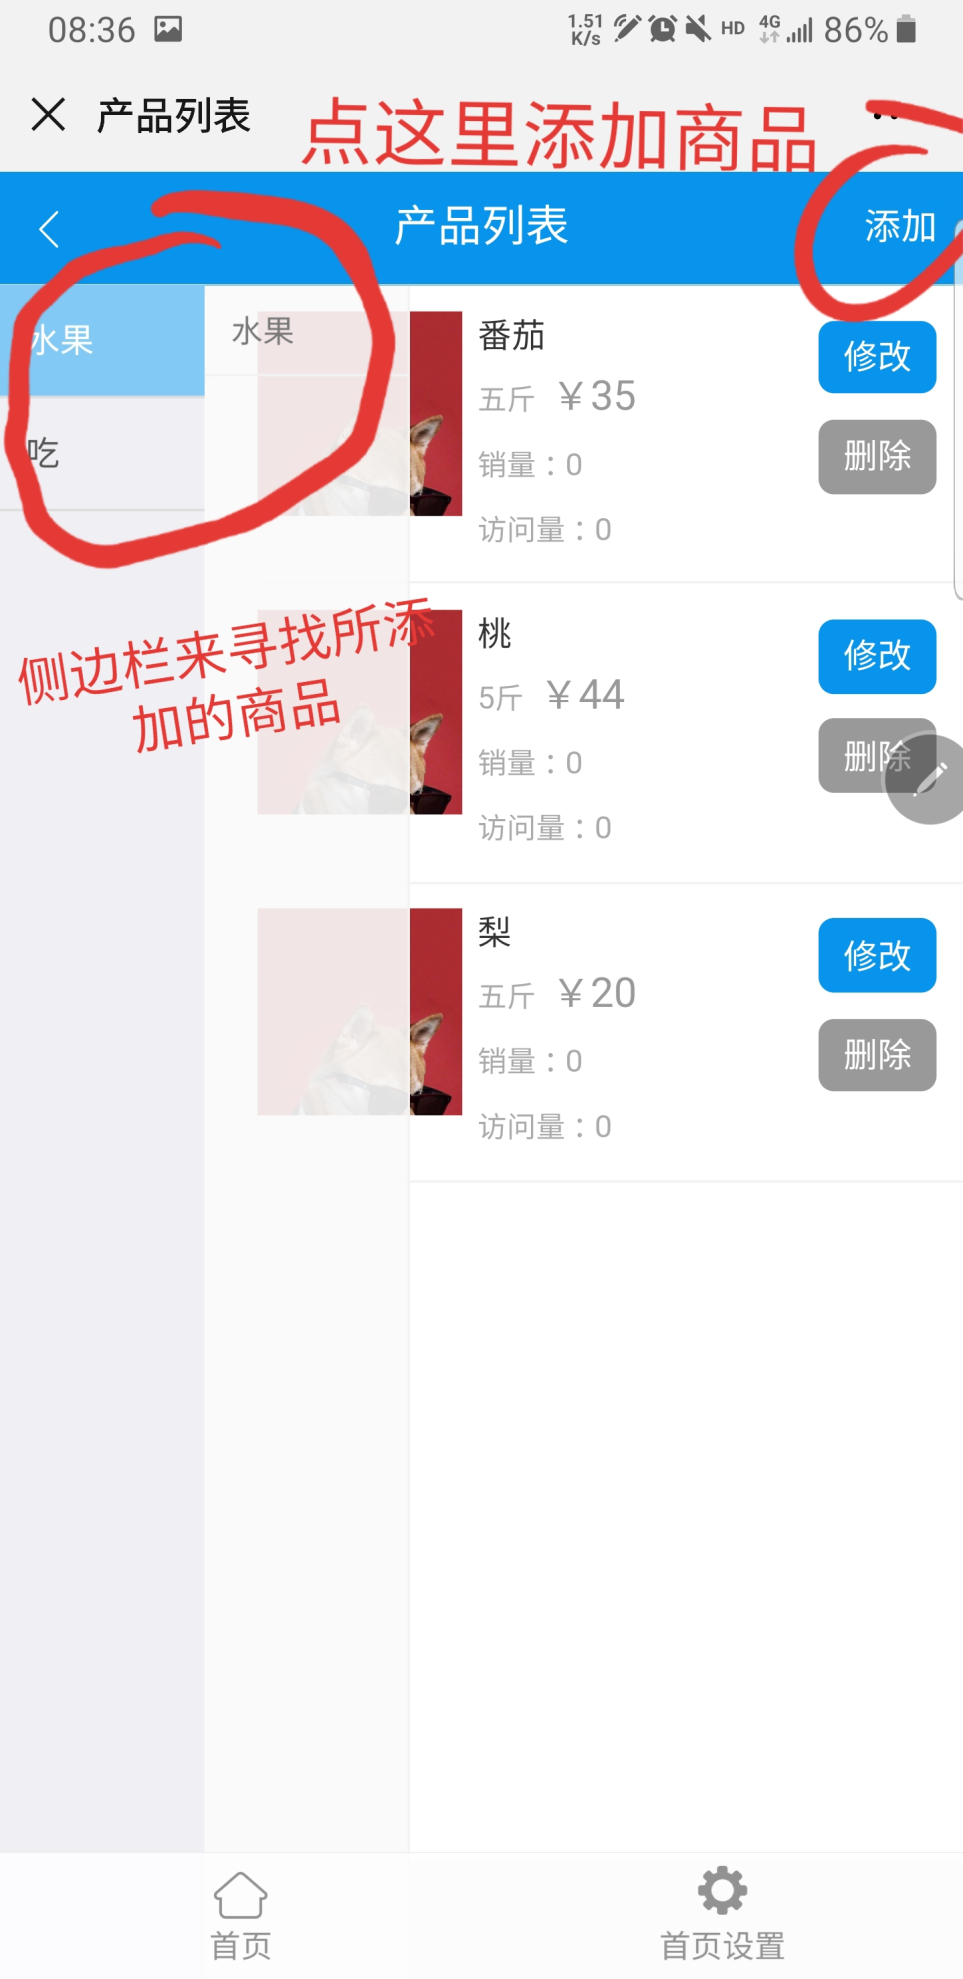 08:36 1.51 K/s HD 4G 86%
产品列表
点这里添加商品
产品列表 添加
水果
吃
水果
番茄
五斤 ￥35
销量：0
访问量：0
修改
删除
侧边栏来寻找所添
加的商品
桃
5斤 ￥44
销量：0
访问量：0
修改
删除
梨
五斤 ￥20
销量：0
访问量：0
修改
删除
首页 首页设置